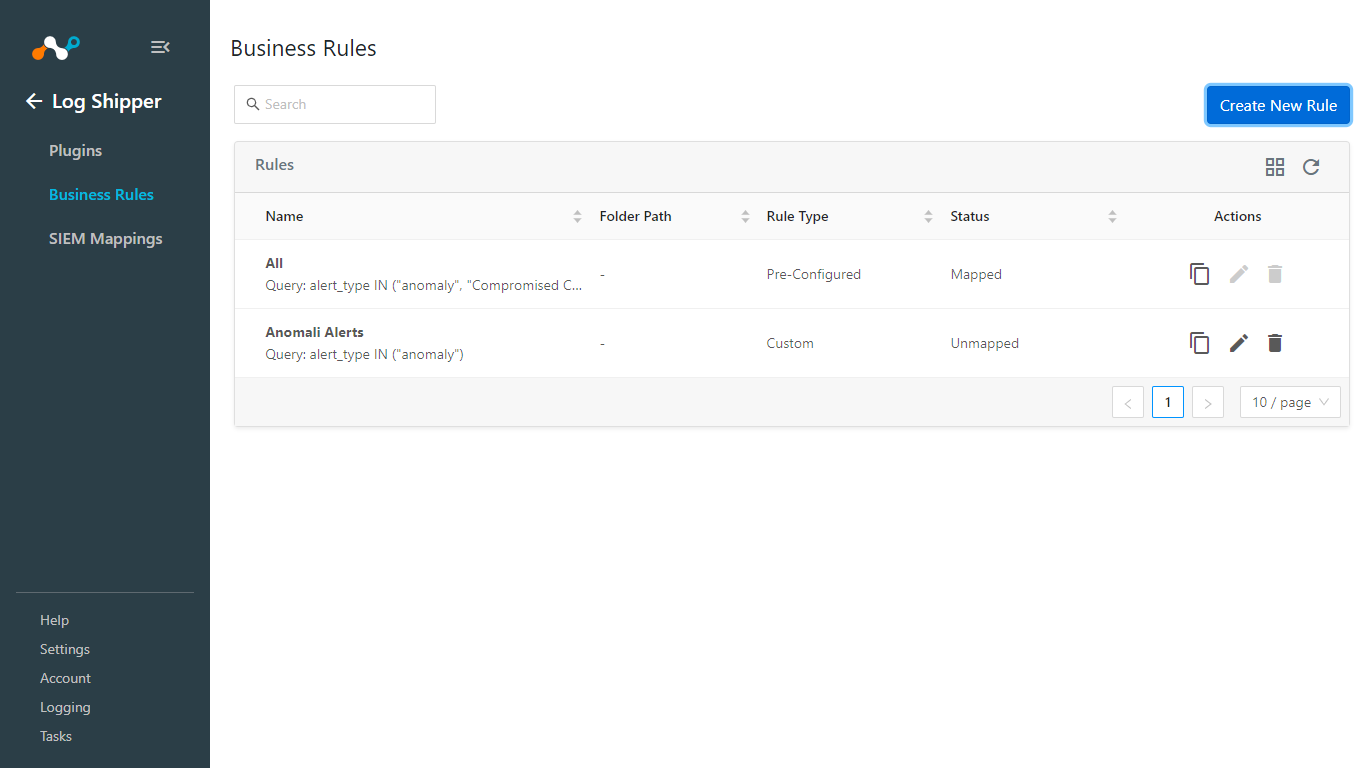 Log Shipper
Plugins
Business Rules
SIEM Mappings
Help
Settings
Account
Logging
Tasks
Business Rules
Search
Create New Rule
Rules
Name Folder Path Rule Type Status Actions
All
Query: alert_type IN ("anomaly", "Compromised C...
- Pre-Configured Mapped
Anomali Alerts
Query: alert_type IN ("anomaly")
- Custom Unmapped
< 1 > 10 / page